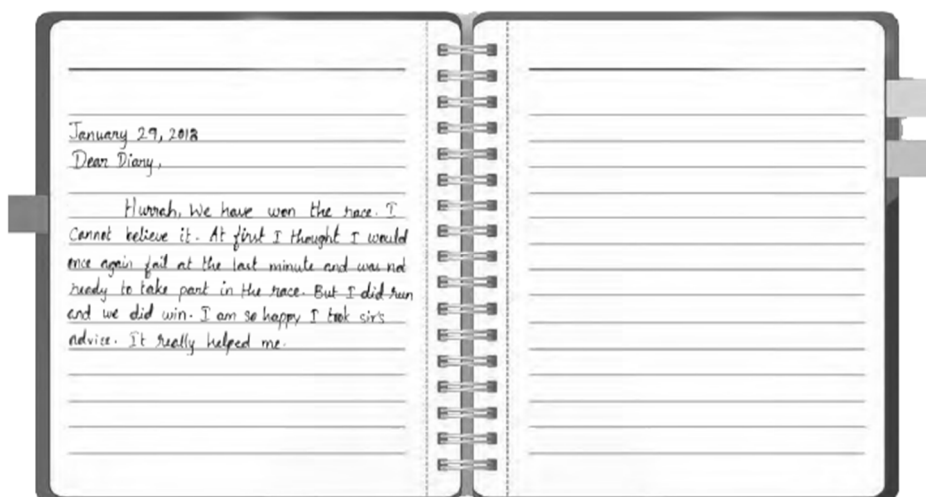 January 29, 2018
Dear Diary,
Hurrah, We have won the race. I
Cannot believe it. At first I thought I would
once again fail at the last minute and was not
ready to take part in the race. But I did run
and we did win. I am so happy I took sir's
advice. It really helped me.